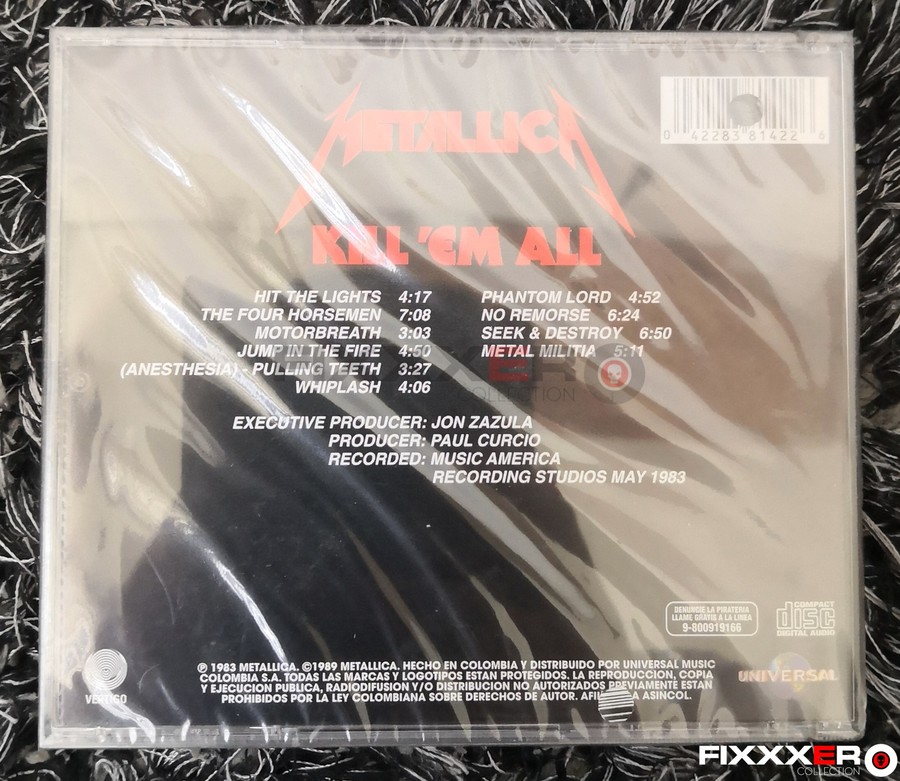 METALLICA
0 42283 81422 6
KILL 'EM ALL
HIT THE LIGHTS 4:17
THE FOUR HORSEMEN 7:08
MOTORBREATH 3:03
JUMP IN THE FIRE 4:50
(ANESTHESIA) - PULLING TEETH 3:27
WHIPLASH 4:06
PHANTOM LORD 4:52
NO REMORSE 6:24
SEEK & DESTROY 6:50
METAL MILITIA 5:11
COLLECTION
EXECUTIVE PRODUCER: JON ZAZULA
PRODUCER: PAUL CURCIO
RECORDED: MUSIC AMERICA
RECORDING STUDIOS MAY 1983
DENUNCIE LA PIRATERIA
LLAME GRATIS A LA LINEA
9-800919166
COMPACT
disc
DIGITAL AUDIO
VERTIGO
℗ 1983 METALLICA. ©1989 METALLICA. HECHO EN COLOMBIA Y DISTRIBUIDO POR UNIVERSAL MUSIC
COLOMBIA S.A. TODAS LAS MARCAS Y LOGOTIPOS ESTAN PROTEGIDOS. LA REPRODUCCION, COPIA
Y EJECUCION PUBLICA, RADIODIFUSION Y/O DISTRIBUCION NO AUTORIZADOS PREVIAMENTE ESTAN
PROHIBIDOS POR LA LEY COLOMBIANA SOBRE DERECHOS DE AUTOR. ASINCOL.
UNIVERSAL
FIXXXER
COLLECTION